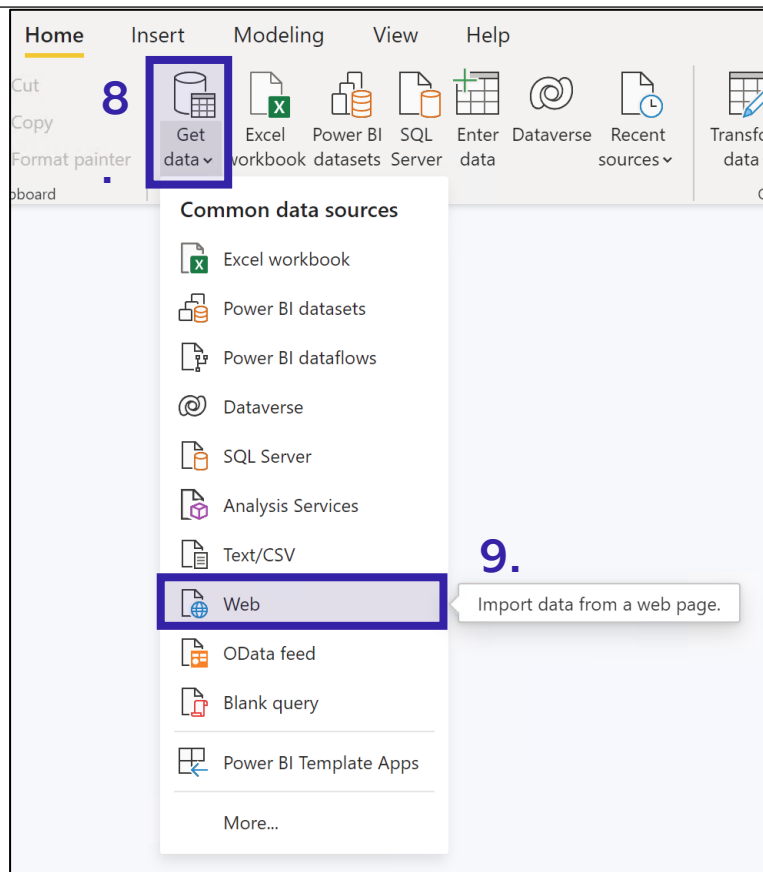 Home Insert Modeling View Help
Cut
Copy
Format painter
8
.
Get data
Excel workbook
Power BI datasets
SQL Server
Enter data
Dataverse
Recent sources
data
Common data sources
Excel workbook
Power BI datasets
Power BI dataflows
Dataverse
SQL Server
Analysis Services
Text/CSV
9.
Web
Import data from a web page.
OData feed
Blank query
Power BI Template Apps
More...